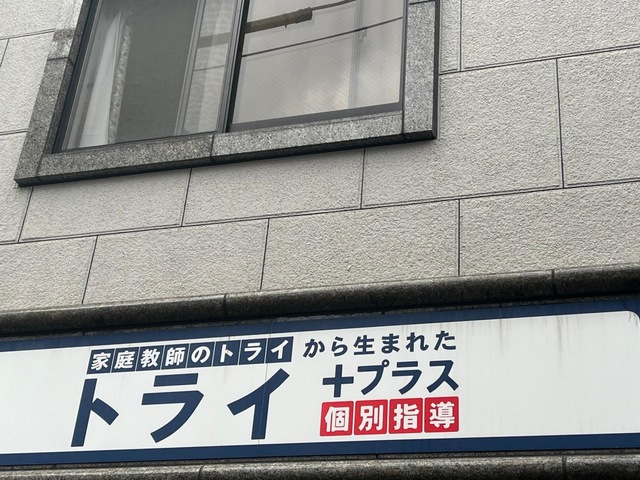 家庭教師のトライから生まれた
トライ+プラス
個別指導